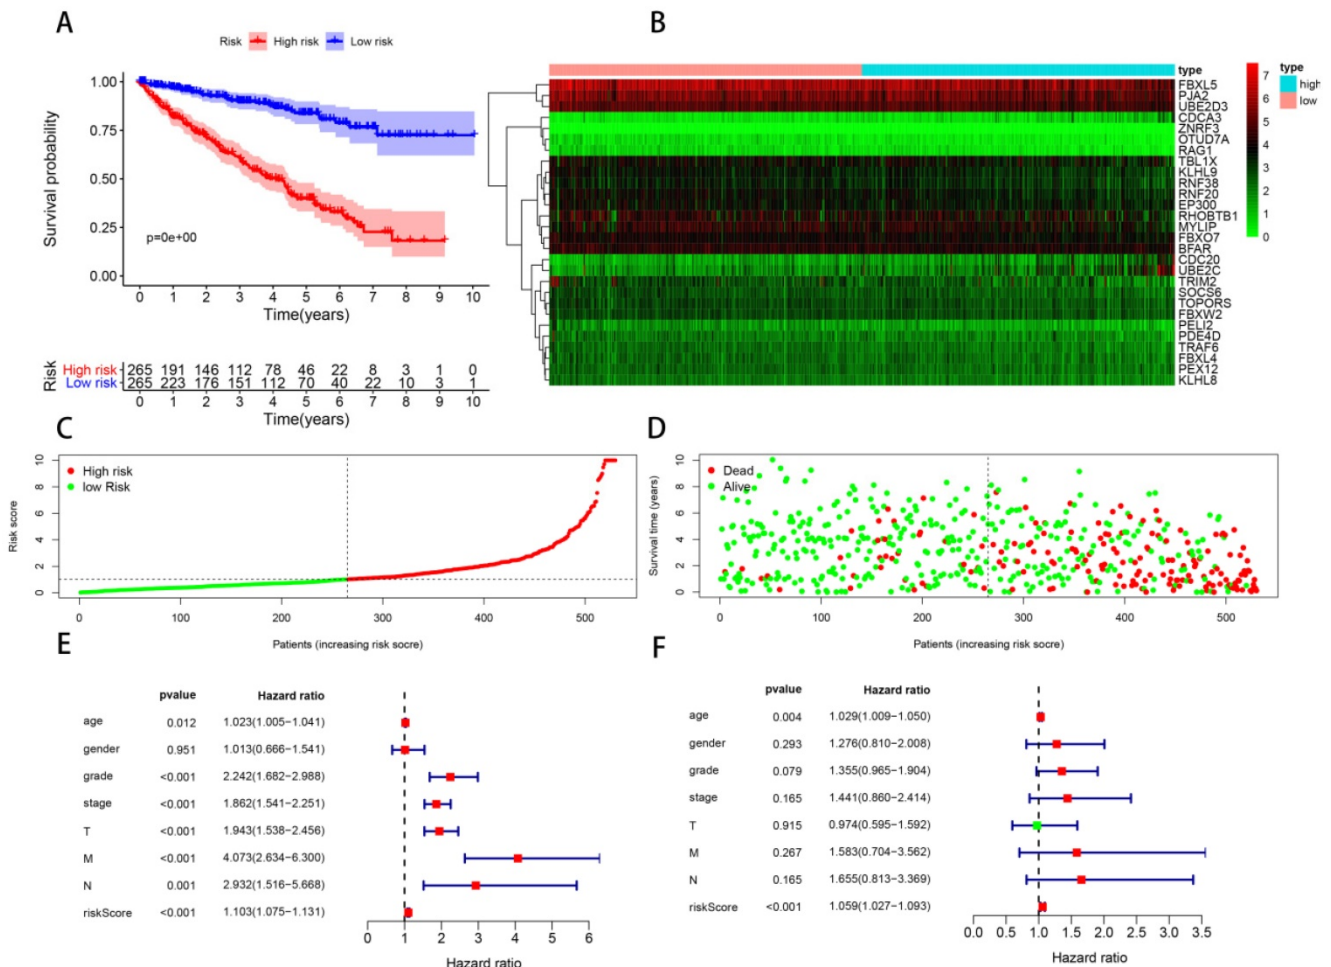 A
Risk High risk Low risk
Survival probability
1.00
0.75
0.50
0.25
0.00
p=0e+00
0 1 2 3 4 5 6 7 8 9 10
Time(years)
Risk
High risk 265 191 146 112 78 46 22 8 3 1 0
Low risk 265 223 176 151 112 70 40 22 10 3 1
0 1 2 3 4 5 6 7 8 9 10
Time(years)
B
type
FBXL5
PJA2
UBE2D3
CDCA3
ZNRF3
OTUD7A
RAG1
TBL1X
KLHL9
RNF38
RNF20
EP300
RHOBTB1
MYLIP
FBXO7
BFAR
CDC20
UBE2C
TRIM2
SOCS6
TOPORS
FBXW2
PELI2
PDE4D
TRAF6
FBXL4
PEX12
KLHL8
7
6
5
4
3
2
1
0
type
high
low
C
High risk
low Risk
Risk score
10
8
6
4
2
0
0 100 200 300 400 500
Patients (increasing risk socre)
D
Dead
Alive
Survival time (years)
10
8
6
4
2
0
0 100 200 300 400 500
Patients (increasing risk socre)
E
pvalue Hazard ratio
age 0.012 1.023(1.005−1.041)
gender 0.951 1.013(0.666−1.541)
grade <0.001 2.242(1.682−2.988)
stage <0.001 1.862(1.541−2.251)
T <0.001 1.943(1.538−2.456)
M <0.001 4.073(2.634−6.300)
N 0.001 2.932(1.516−5.668)
riskScore <0.001 1.103(1.075−1.131)
0 1 2 3 4 5 6
Hazard ratio
F
pvalue Hazard ratio
age 0.004 1.029(1.009−1.050)
gender 0.293 1.276(0.810−2.008)
grade 0.079 1.355(0.965−1.904)
stage 0.165 1.441(0.860−2.414)
T 0.915 0.974(0.595−1.592)
M 0.267 1.583(0.704−3.562)
N 0.165 1.655(0.813−3.369)
riskScore <0.001 1.059(1.027−1.093)
0.0 0.5 1.0 1.5 2.0 2.5 3.0 3.5
Hazard ratio